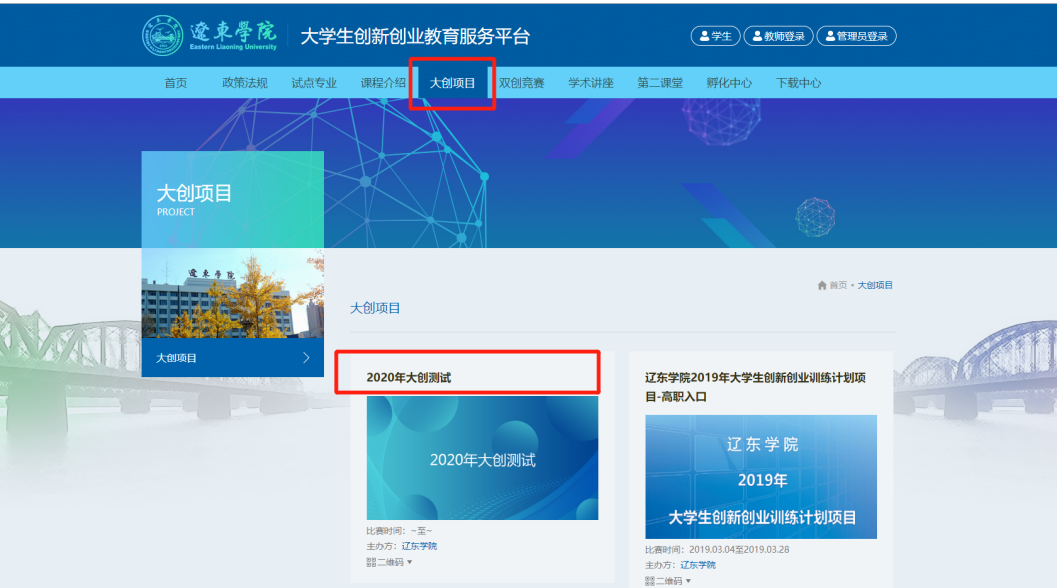 遼東學院
Eastern Liaoning University
大学生创新创业教育服务平台
学生 教师登录 管理员登录
首页 政策法规 试点专业 课程介绍 大创项目 双创竞赛 学术讲座 第二课堂 孵化中心 下载中心
大创项目
PROJECT
遼東學院
首页 • 大创项目
大创项目
大创项目
2020年大创测试
2020年大创测试
比赛时间：~至~
主办方：辽东学院
二维码
辽东学院2019年大学生创新创业训练计划项
目-高职入口
辽东学院
2019年
大学生创新创业训练计划项目
比赛时间：2019.03.04至2019.03.28
主办方：辽东学院
二维码